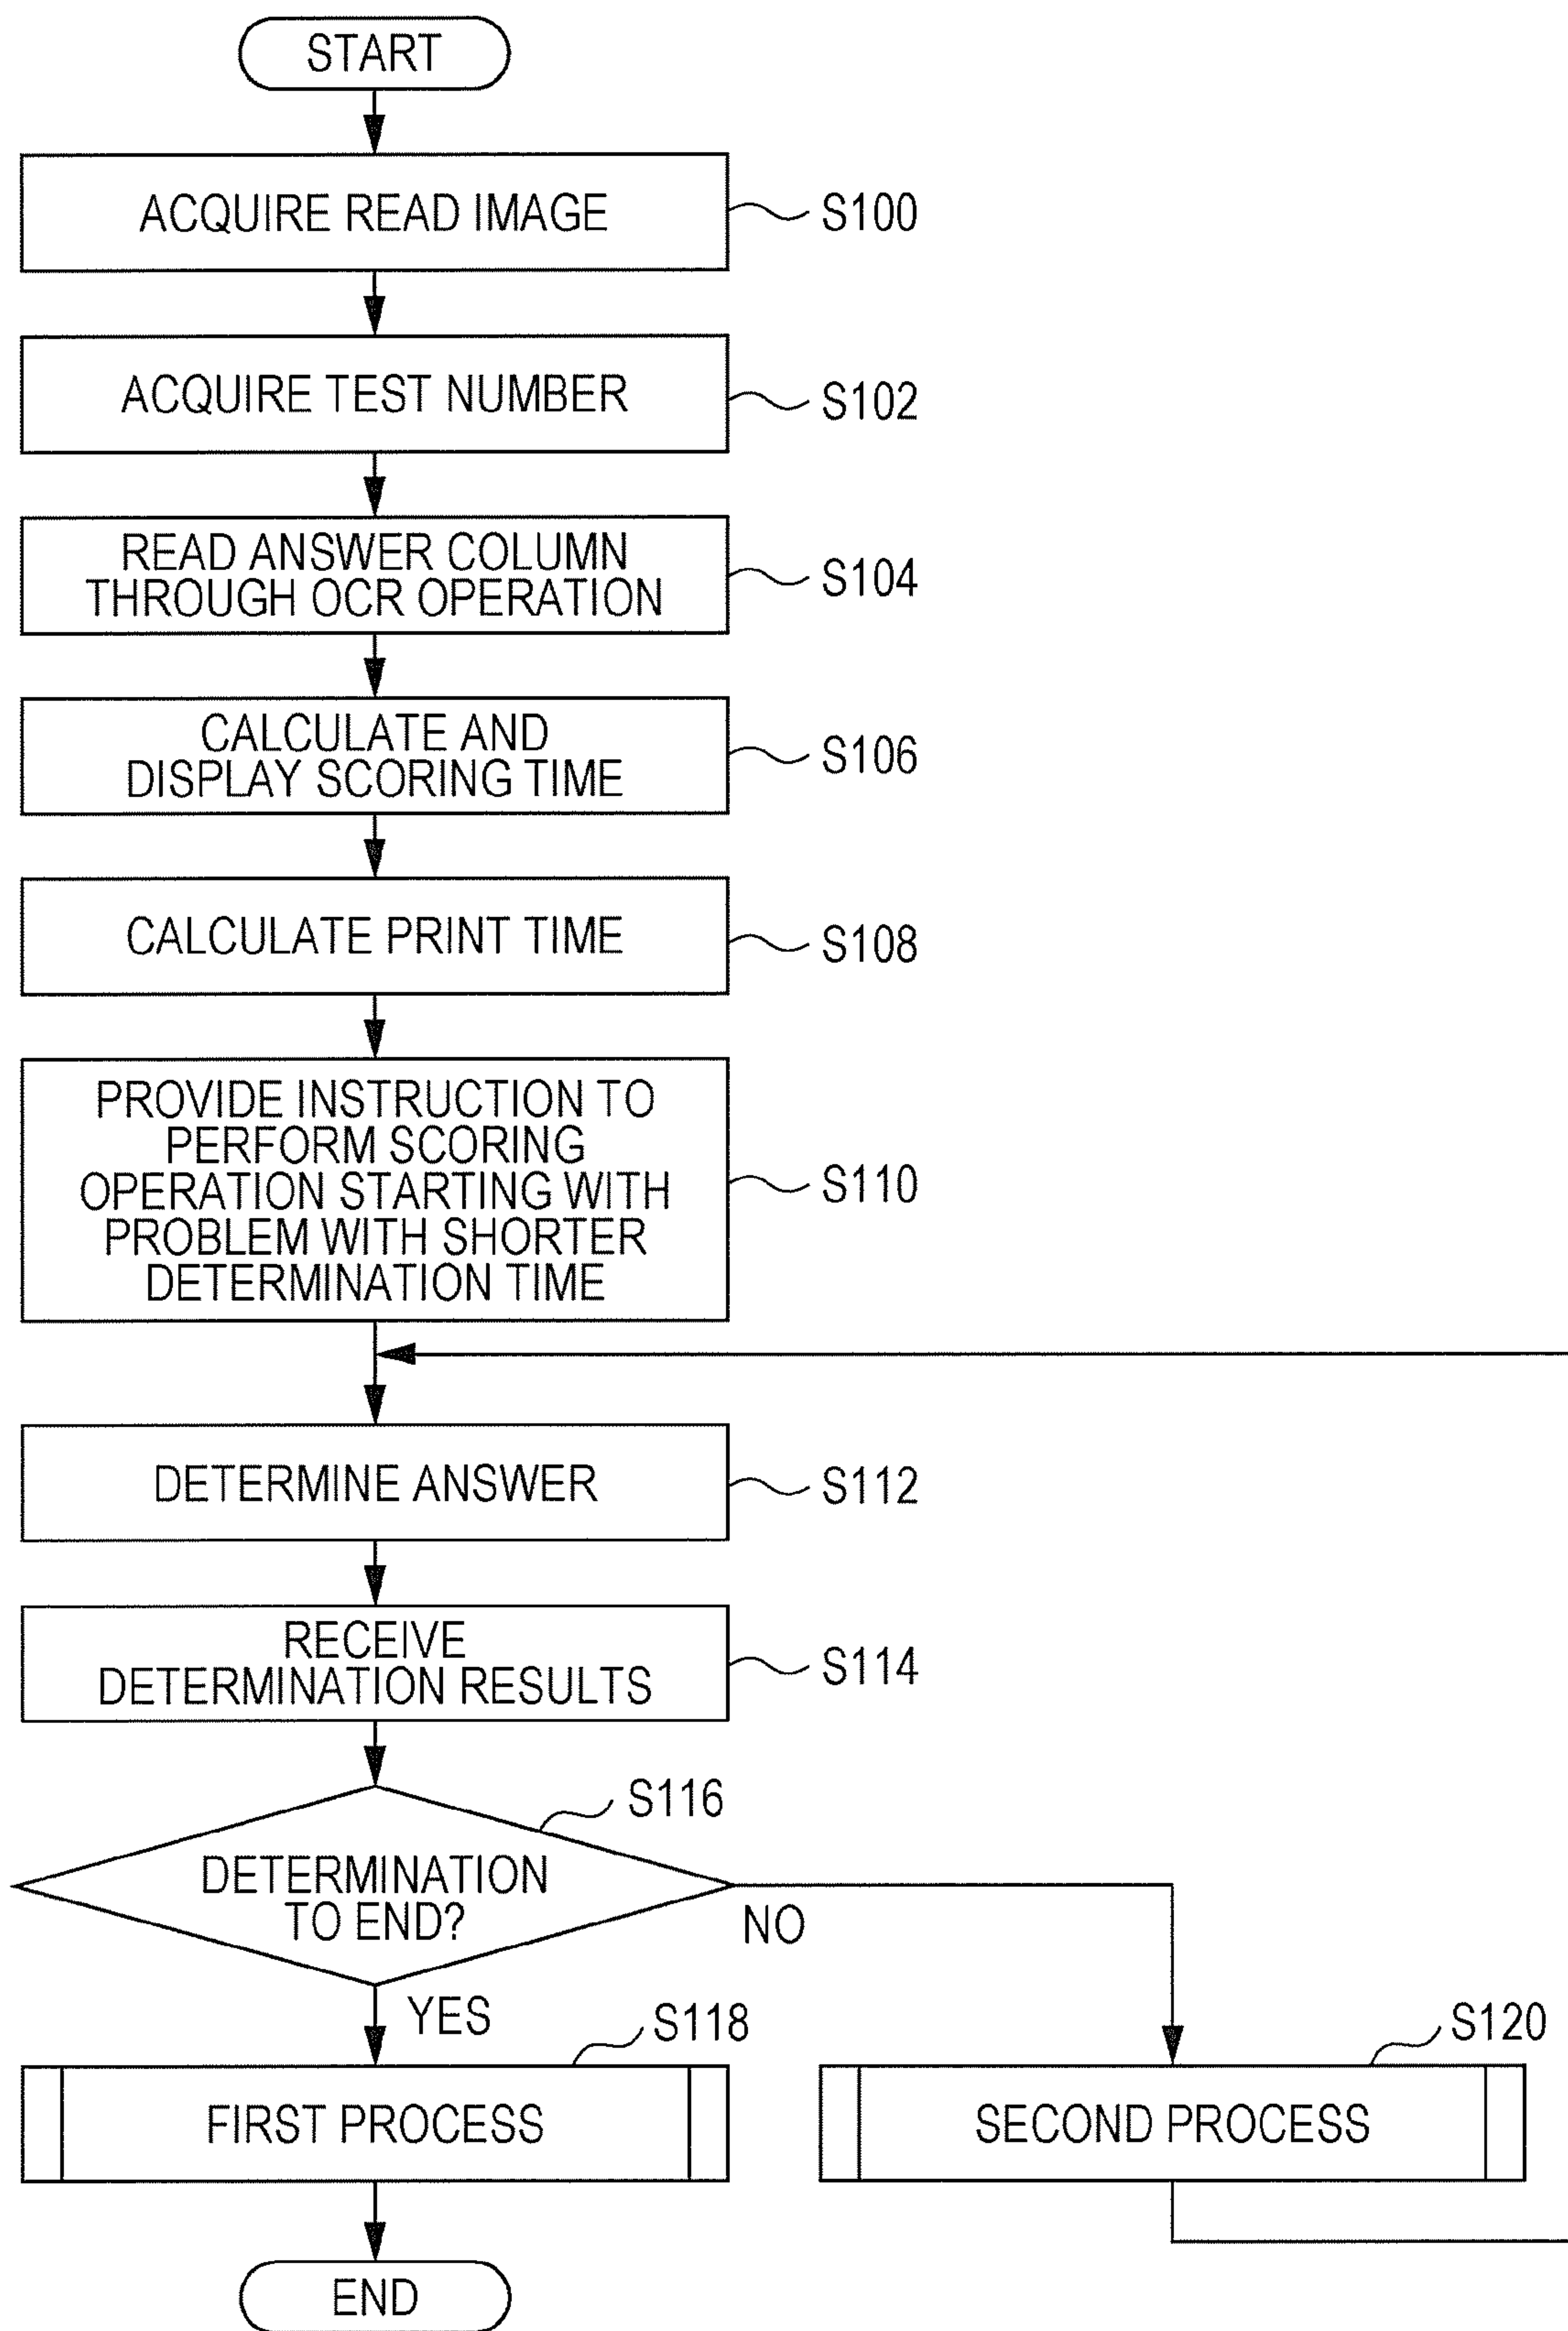 START
ACQUIRE READ IMAGE
S100
ACQUIRE TEST NUMBER
S102
READ ANSWER COLUMN
THROUGH OCR OPERATION
S104
CALCULATE AND
DISPLAY SCORING TIME
S106
CALCULATE PRINT TIME
S108
PROVIDE INSTRUCTION TO
PERFORM SCORING
OPERATION STARTING WITH
PROBLEM WITH SHORTER
DETERMINATION TIME
S110
DETERMINE ANSWER
S112
RECEIVE
DETERMINATION RESULTS
S114
S116
DETERMINATION
TO END?
NO
YES
S118
S120
FIRST PROCESS
SECOND PROCESS
END